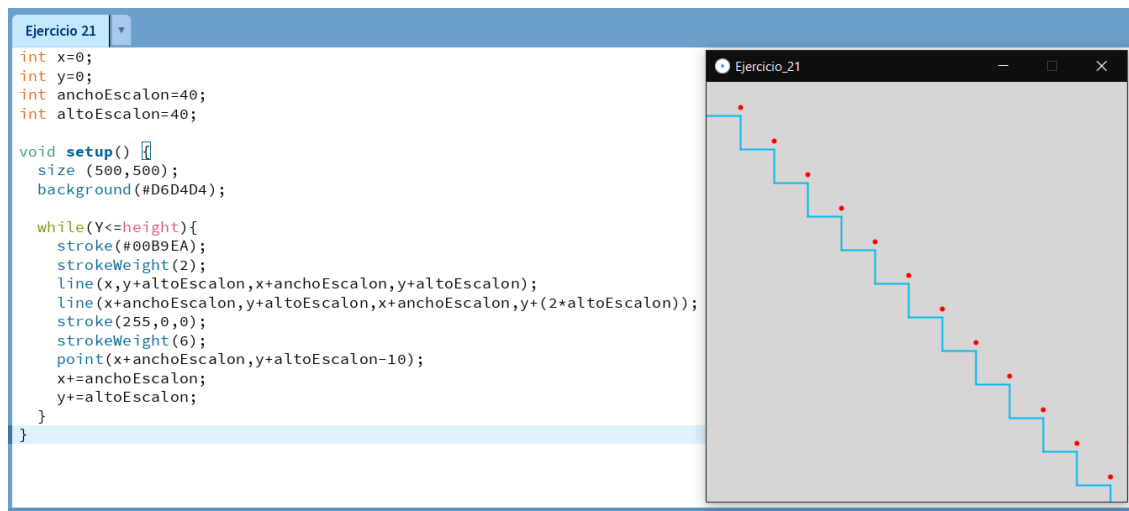 Ejercicio 21
int x=0;
int y=0;
int anchoEscalon=40;
int altoEscalon=40;
void setup() {
size (500,500);
background(#D6D4D4);
while(Y<=height){
stroke(#00B9EA);
strokeWeight(2);
line(x,y+altoEscalon,x+anchoEscalon,y+altoEscalon);
line(x+anchoEscalon,y+altoEscalon,x+anchoEscalon,y+(2*altoEscalon));
stroke(255,0,0);
strokeWeight(6);
point(x+anchoEscalon,y+altoEscalon-10);
x+=anchoEscalon;
y+=altoEscalon;
}
}
Ejercicio_21